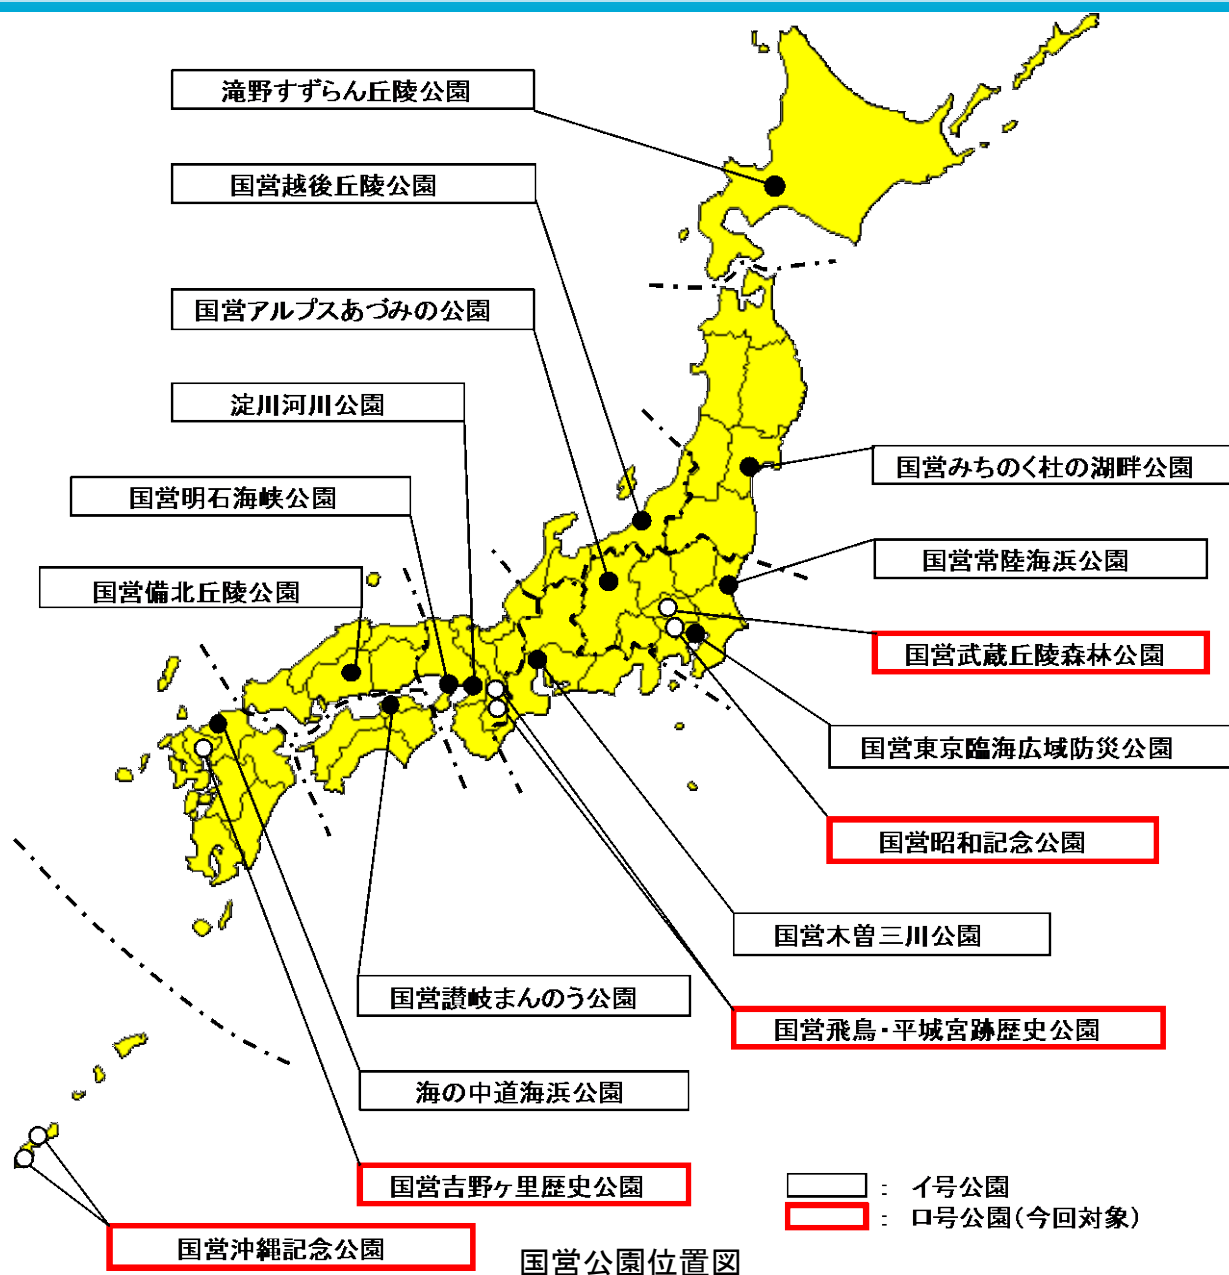 滝野すずらん丘陵公園
国営越後丘陵公園
国営アルプスあづみの公園
淀川河川公園
国営みちのく杜の湖畔公園
国営明石海峡公園
国営常陸海浜公園
国営備北丘陵公園
国営武蔵丘陵森林公園
国営東京臨海広域防災公園
国営昭和記念公園
国営木曽三川公園
国営讃岐まんのう公園
国営飛鳥・平城宮跡歴史公園
海の中道海浜公園
国営吉野ヶ里歴史公園
: イ号公園
: ロ号公園(今回対象)
国営沖縄記念公園
国営公園位置図